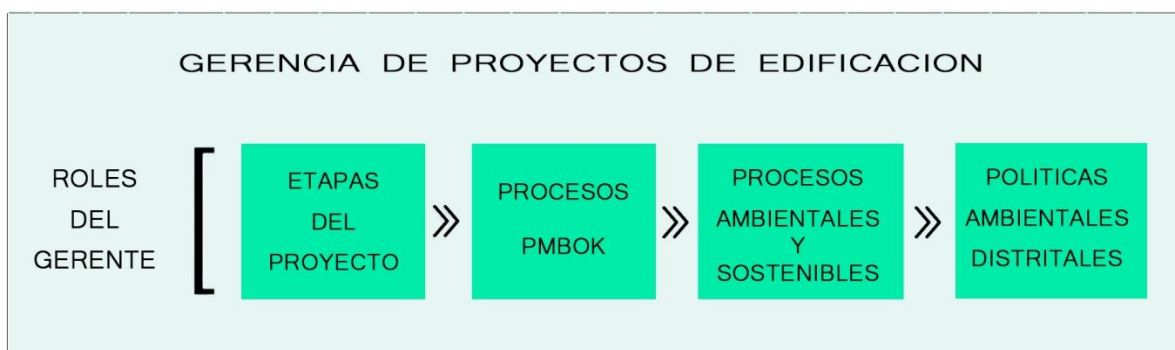 GERENCIA DE PROYECTOS DE EDIFICACION
ROLES
DEL
GERENTE
ETAPAS
DEL
PROYECTO
PROCESOS
PMBOK
PROCESOS
AMBIENTALES
Y
SOSTENIBLES
POLITICAS
AMBIENTALES
DISTRITALES